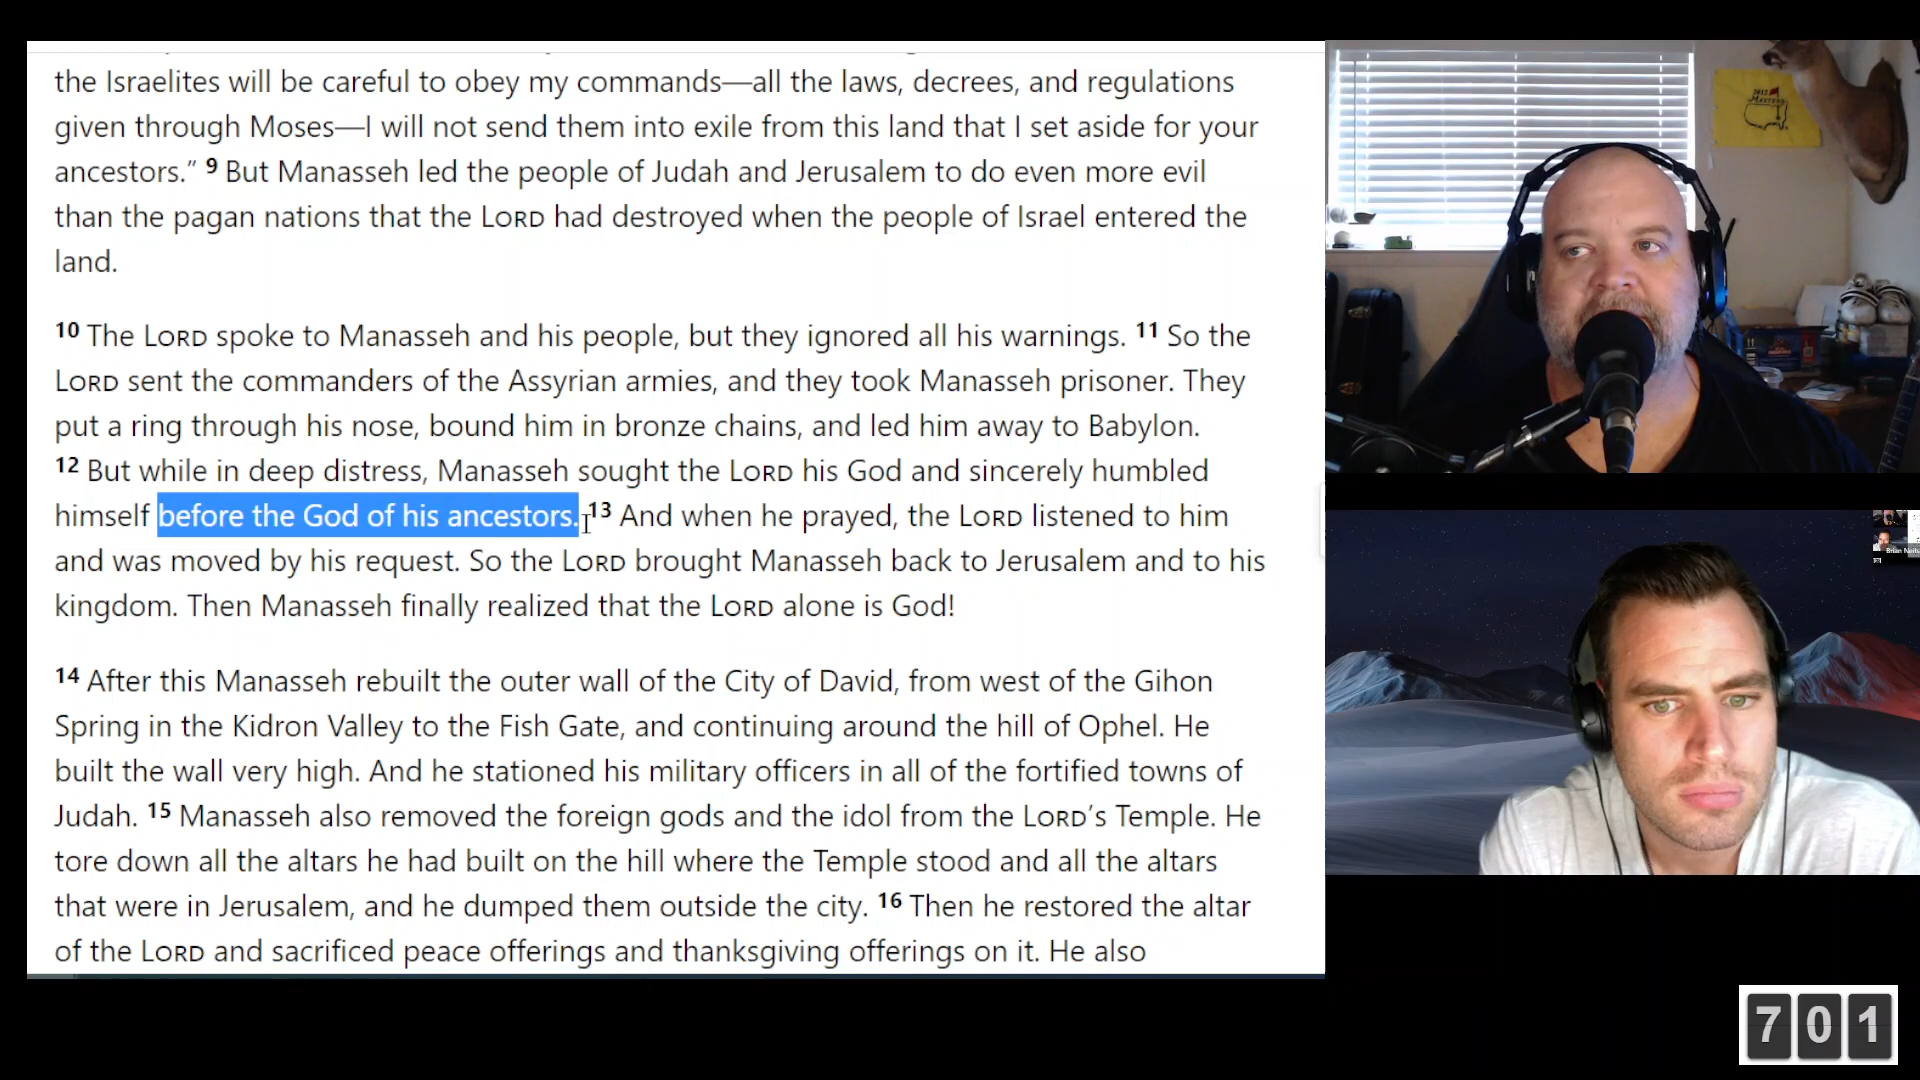 the Israelites will be careful to obey my commands—all the laws, decrees, and regulations
given through Moses—I will not send them into exile from this land that I set aside for your
ancestors.” 9 But Manasseh led the people of Judah and Jerusalem to do even more evil
than the pagan nations that the LORD had destroyed when the people of Israel entered the
land.
10 The LORD spoke to Manasseh and his people, but they ignored all his warnings. 11 So the
LORD sent the commanders of the Assyrian armies, and they took Manasseh prisoner. They
put a ring through his nose, bound him in bronze chains, and led him away to Babylon.
12 But while in deep distress, Manasseh sought the LORD his God and sincerely humbled
himself before the God of his ancestors. 13 And when he prayed, the LORD listened to him
and was moved by his request. So the LORD brought Manasseh back to Jerusalem and to his
kingdom. Then Manasseh finally realized that the LORD alone is God!
14 After this Manasseh rebuilt the outer wall of the City of David, from west of the Gihon
Spring in the Kidron Valley to the Fish Gate, and continuing around the hill of Ophel. He
built the wall very high. And he stationed his military officers in all of the fortified towns of
Judah. 15 Manasseh also removed the foreign gods and the idol from the LORD’s Temple. He
tore down all the altars he had built on the hill where the Temple stood and all the altars
that were in Jerusalem, and he dumped them outside the city. 16 Then he restored the altar
of the LORD and sacrificed peace offerings and thanksgiving offerings on it. He also
Masters
Brian
701